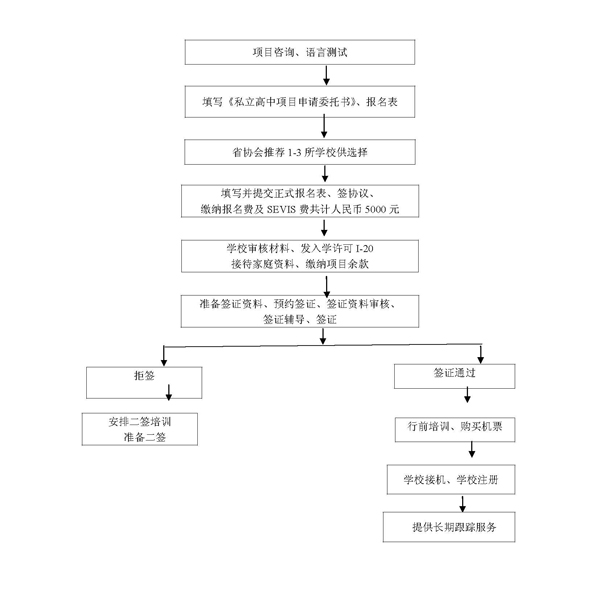 项目咨询、语言测试
填写《私立高中项目申请委托书》、报名表
省协会推荐 1-3 所学校供选择
填写并提交正式报名表、签协议、
缴纳报名费及 SEVIS 费共计人民币 5000 元
学校审核材料、发入学许可 I-20
接待家庭资料、缴纳项目余款
准备签证资料、预约签证、签证资料审核、
签证辅导、签证
拒签
签证通过
安排二签培训
准备二签
行前培训、购买机票
学校接机、学校注册
提供长期跟踪服务